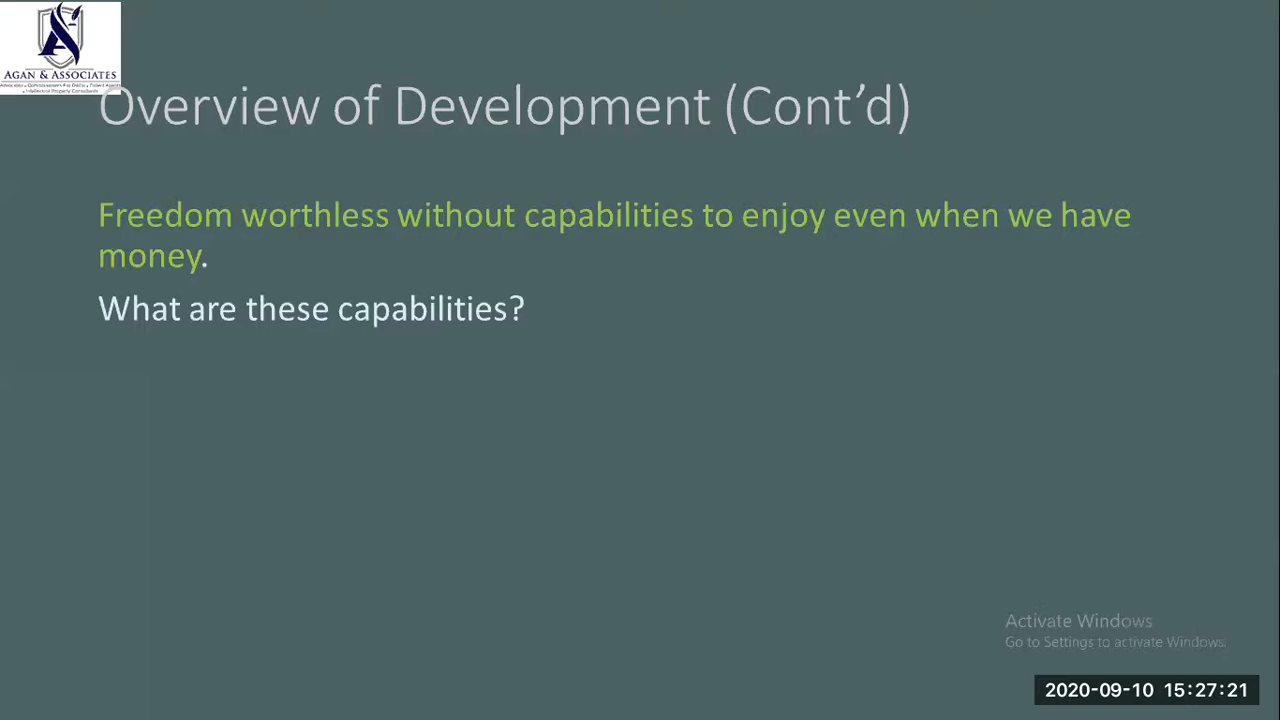 AGAN & ASSOCIATES
Overview of Development (Cont’d)
Freedom worthless without capabilities to enjoy even when we have
money.
What are these capabilities?
Activate Windows
Go to Settings to activate Windows.
2020-09-10 15:27:21